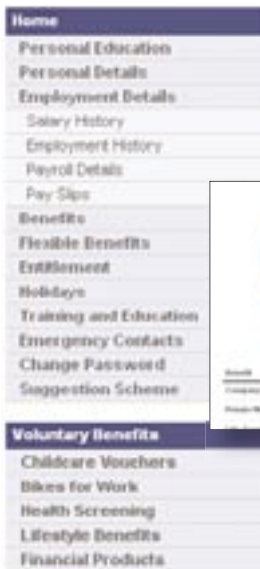 Home
Personal Education
Personal Details
Employment Details
Salary History
Employment History
Payroll Details
Pay Slips
Benefits
Flexible Benefits
Entitlement
Holidays
Training and Education
Emergency Contacts
Change Password
Suggestion Scheme
Benefit
Voluntary Benefits
Childcare Vouchers
Bikes for Work
Health Screening
Lifestyle Benefits
Financial Products